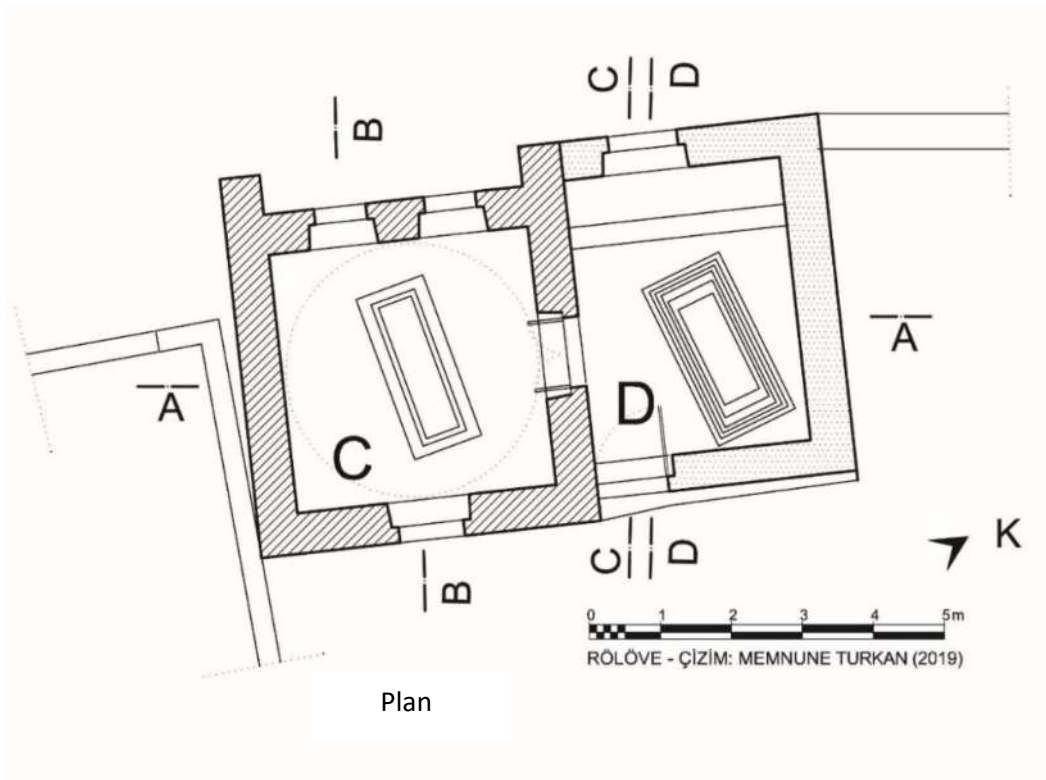 C D
B
A
A
C
D
K
C D
B
0 1 2 3 4 5m
RÖLÖVE - ÇİZİM: MEMNUNE TURKAN (2019)
Plan